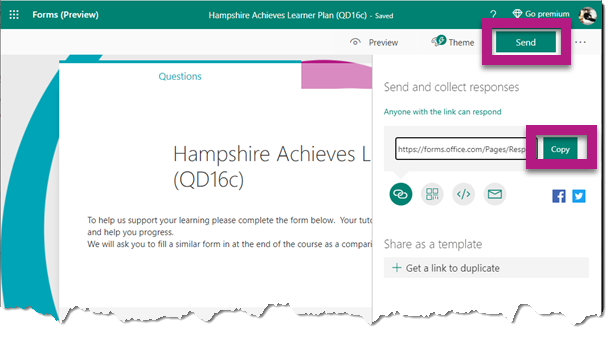 Forms (Preview)
Hampshire Achieves Learner Plan (QD16c) – Saved
? Go premium
Preview
Theme
Send
Questions
Send and collect responses
Anyone with the link can respond
https://forms.office.com/Pages/Resp
Copy
Hampshire Achieves L
(QD16c)
To help us support your learning please complete the form below. Your tuto
and help you progress.
We will ask you to fill a similar form in at the end of the course as a comparis
Share as a template
Get a link to duplicate